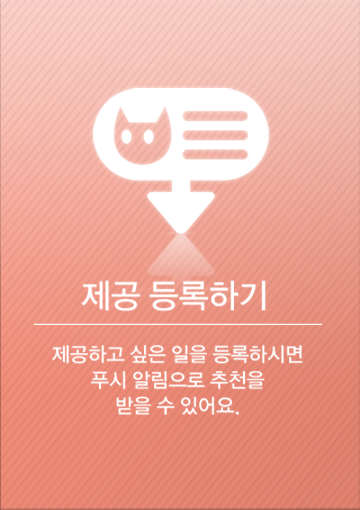 제공 등록하기
제공하고 싶은 일을 등록하시면
푸시 알림으로 추천을
받을 수 있어요.